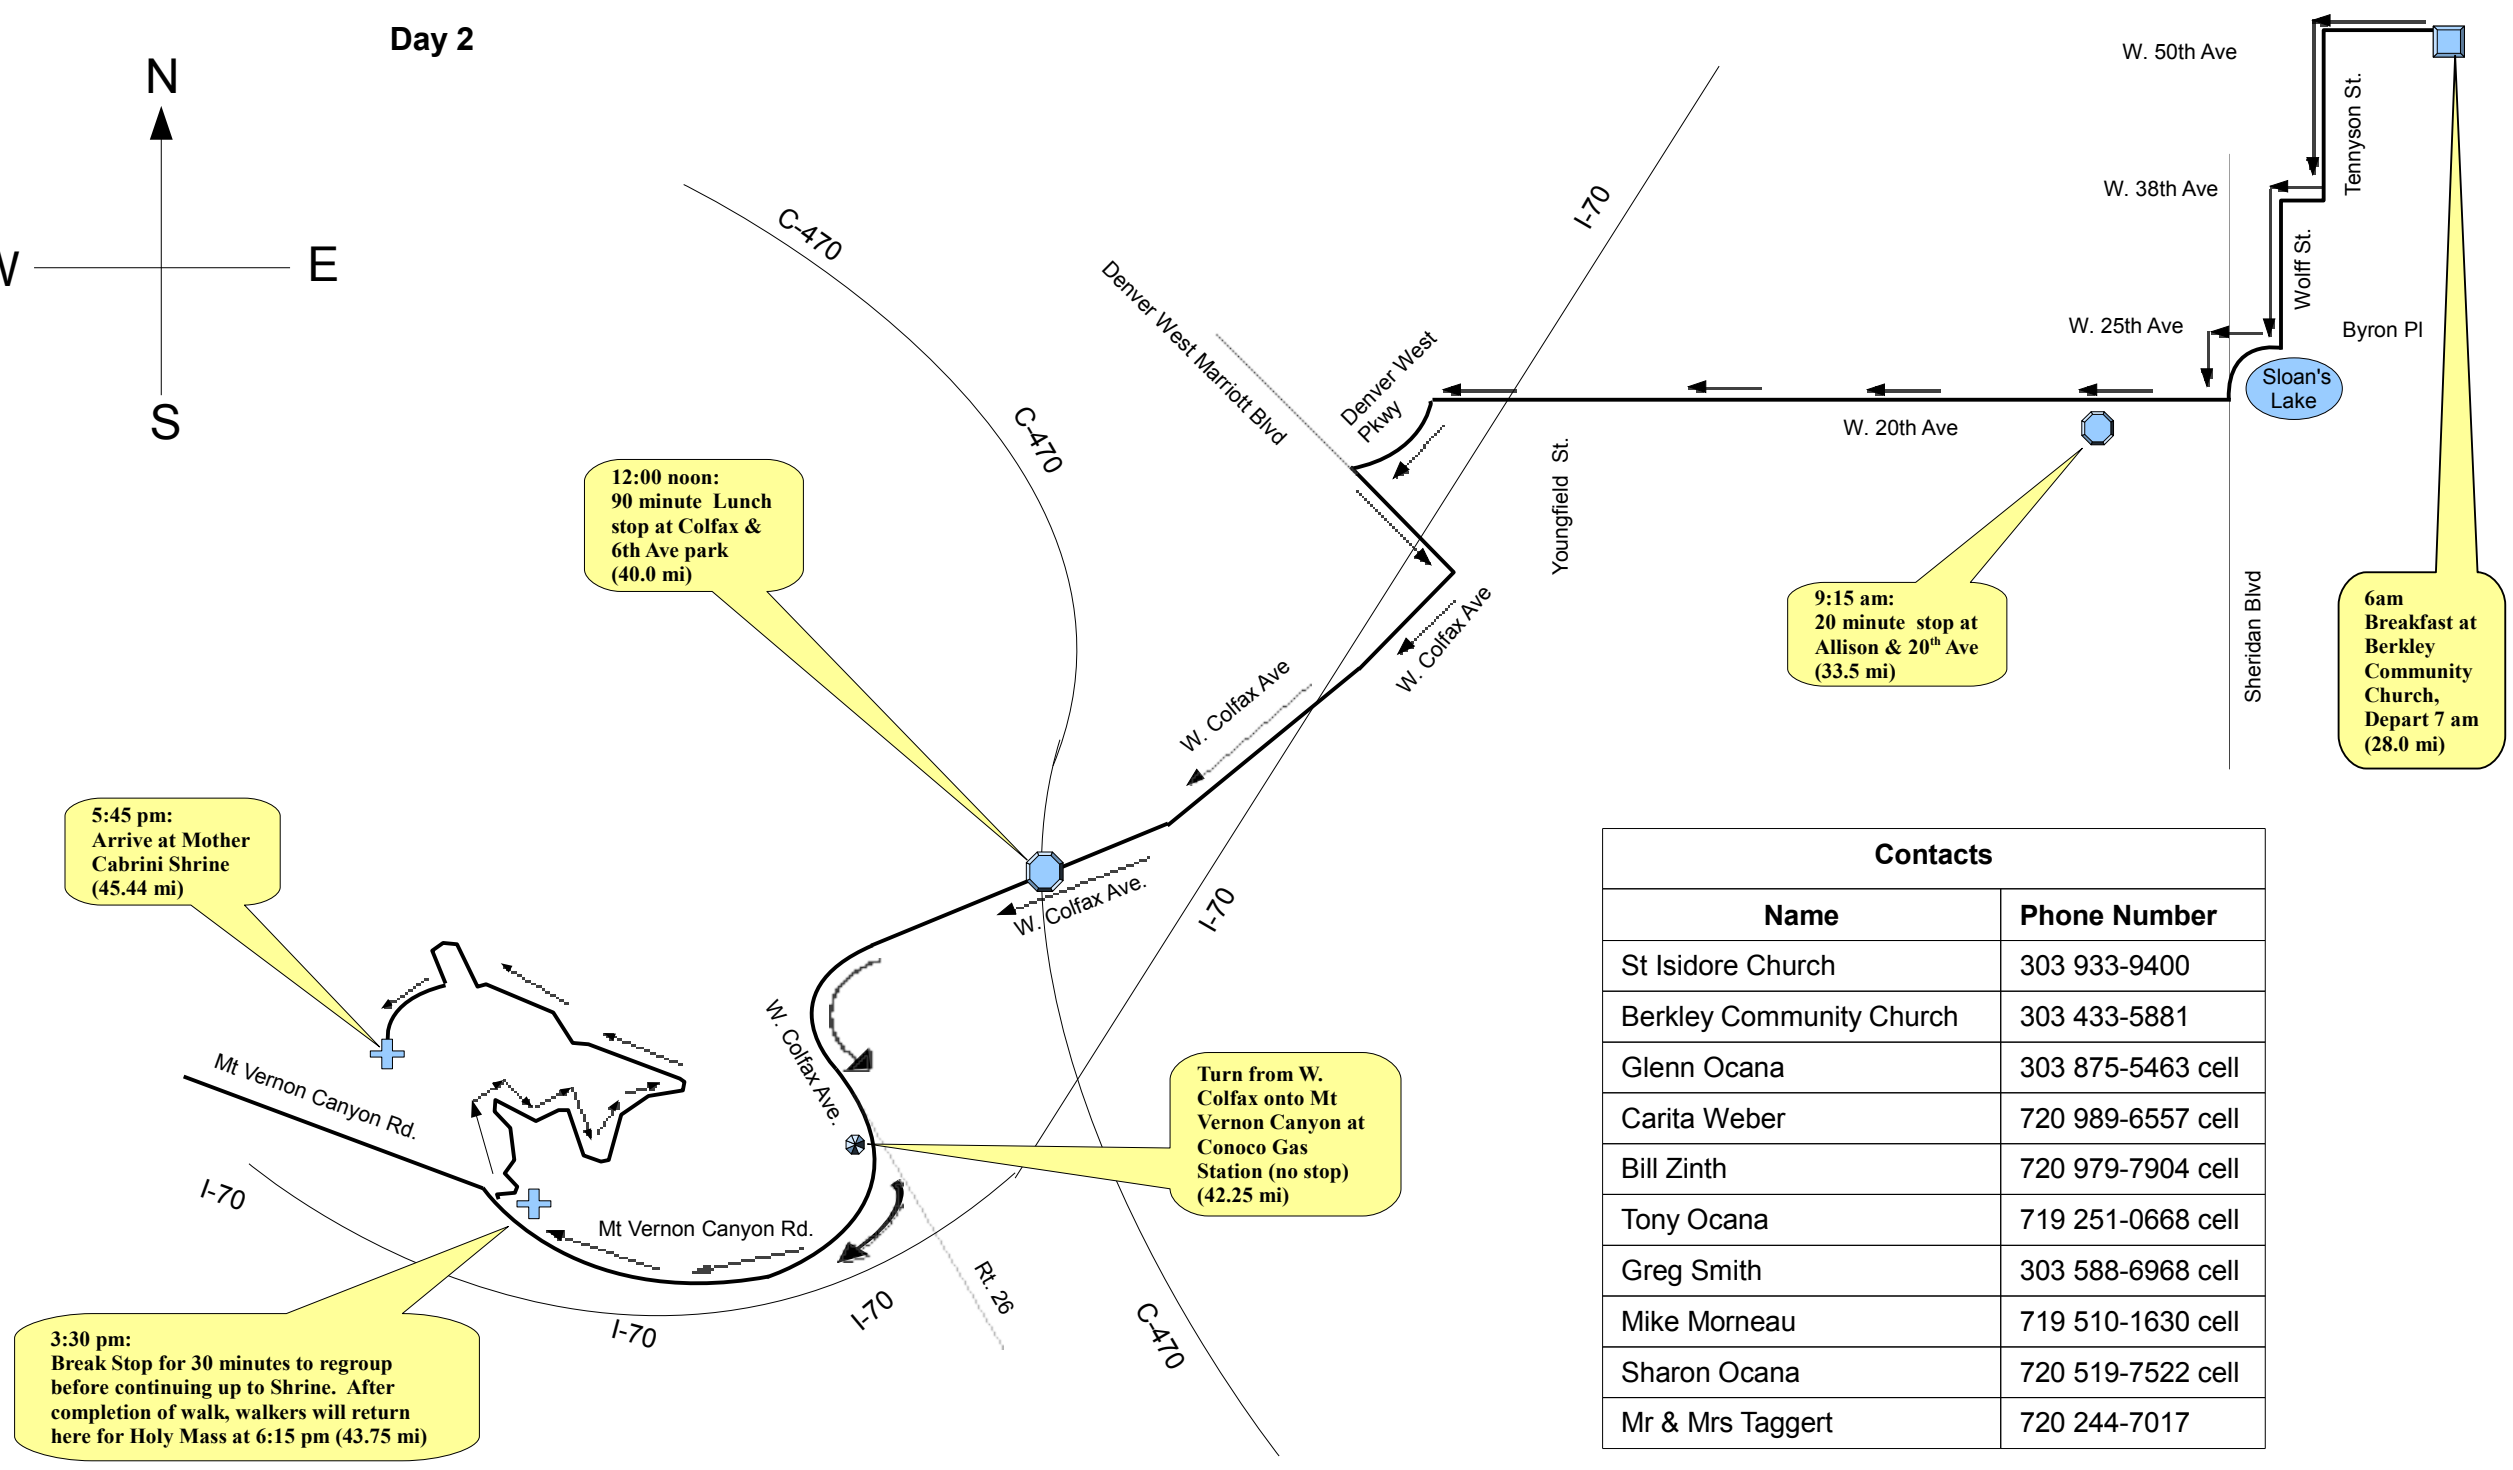 Day 2
N
W
E
S
W. 50th Ave
Tennyson St.
W. 38th Ave
Wolff St.
W. 25th Ave
Byron Pl
Sloan's
Lake
I-70
C-470
C-470
Denver West Marriott Blvd
Denver West
Pkwy
W. 20th Ave
Youngfield St.
Sheridan Blvd
12:00 noon:
90 minute Lunch
stop at Colfax &
6th Ave park
(40.0 mi)
9:15 am:
20 minute stop at
Allison & 20th Ave
(33.5 mi)
6am
Breakfast at
Berkley
Community
Church,
Depart 7 am
(28.0 mi)
W. Colfax Ave
W. Colfax Ave
W. Colfax Ave.
I-70
5:45 pm:
Arrive at Mother
Cabrini Shrine
(45.44 mi)
W. Colfax Ave.
Mt Vernon Canyon Rd.
Turn from W.
Colfax onto Mt
Vernon Canyon at
Conoco Gas
Station (no stop)
(42.25 mi)
I-70
Mt Vernon Canyon Rd.
Rt. 26
I-70
I-70
C-470
3:30 pm:
Break Stop for 30 minutes to regroup
before continuing up to Shrine. After
completion of walk, walkers will return
here for Holy Mass at 6:15 pm (43.75 mi)
Contacts
Name Phone Number
St Isidore Church 303 933-9400
Berkley Community Church 303 433-5881
Glenn Ocana 303 875-5463 cell
Carita Weber 720 989-6557 cell
Bill Zinth 720 979-7904 cell
Tony Ocana 719 251-0668 cell
Greg Smith 303 588-6968 cell
Mike Morneau 719 510-1630 cell
Sharon Ocana 720 519-7522 cell
Mr & Mrs Taggert 720 244-7017